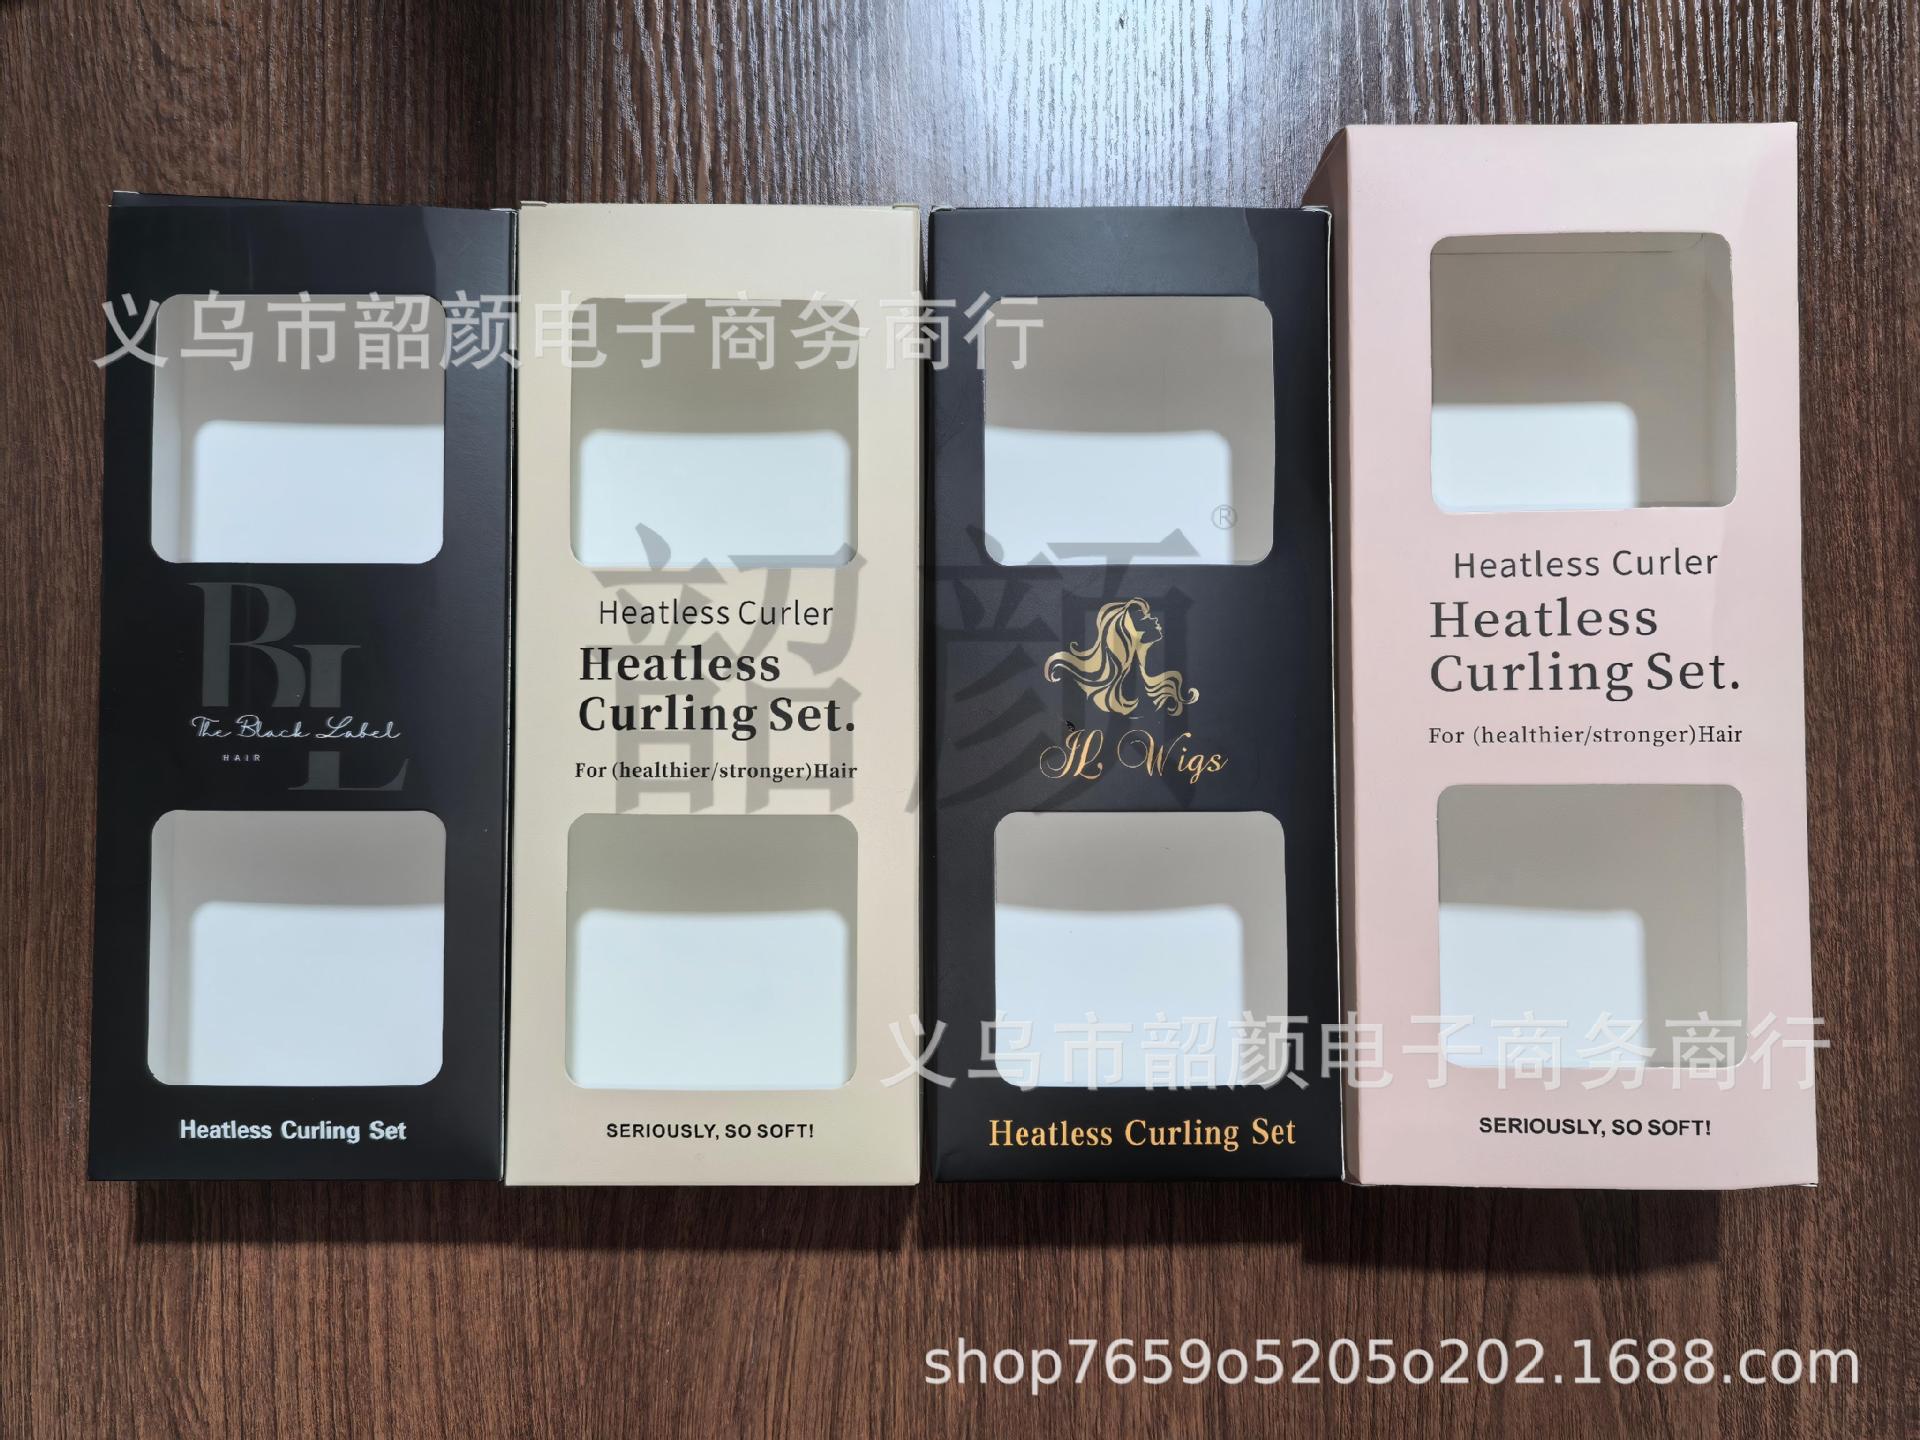 义乌市韶颜电子商务商行
BL
The Black Label
HAIR
Heatless Curling Set
Heatless Curler
Heatless
Curling Set.
For (healthier/stronger)Hair
SERIOUSLY, SO SOFT!
韶颜®
JL Wigs
Heatless Curling Set
Heatless Curler
Heatless
Curling Set.
For (healthier/stronger)Hair
SERIOUSLY, SO SOFT!
义乌市韶颜电子商务商行
shop7659o5205o202.1688.com